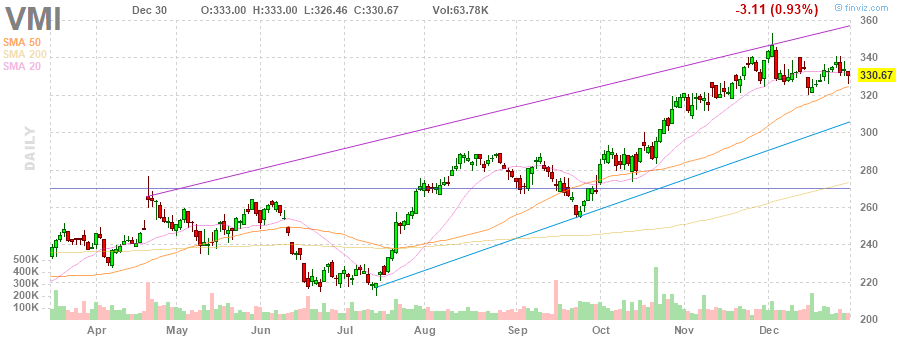 VMI
Dec 30 O:333.00 H:333.00 L:326.46 C:330.67 Vol:63.78K -3.11 (0.93%)
finviz.com
SMA 50
SMA 200
SMA 20
DAILY
360
340
330.67
320
300
280
260
240
220
200
500K
400K
300K
200K
100K
Apr May Jun Jul Aug Sep Oct Nov Dec